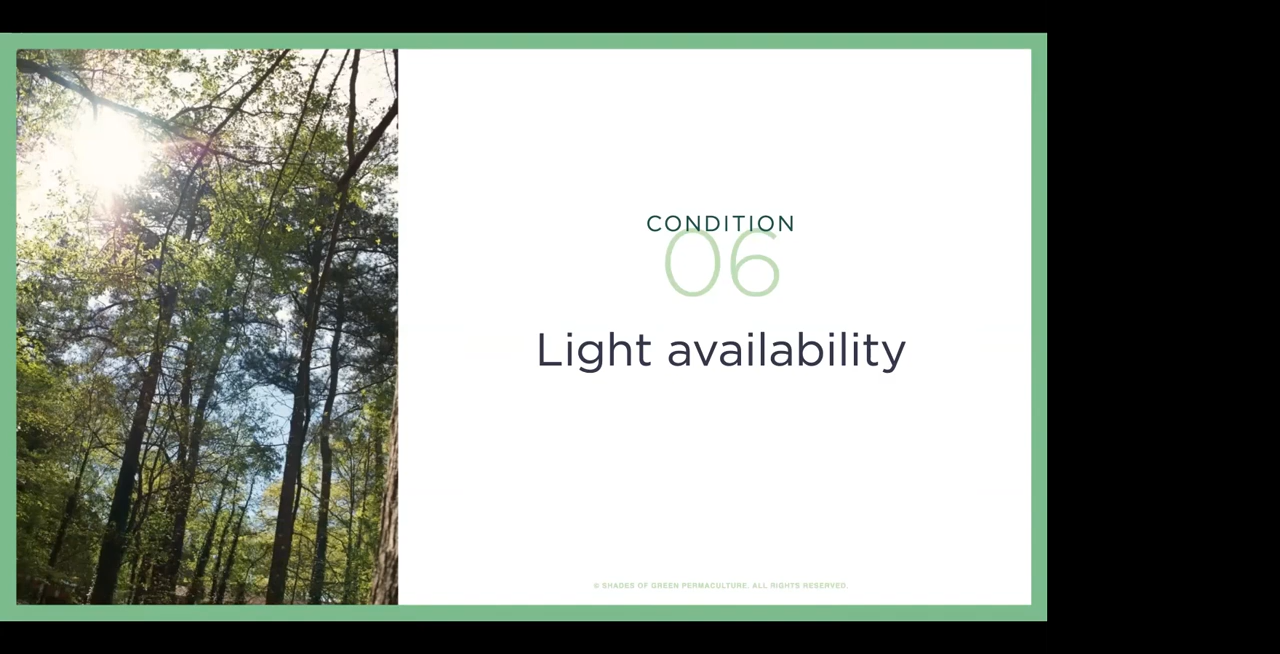 CONDITION
06
Light availability
© SHADES OF GREEN PERMACULTURE. ALL RIGHTS RESERVED.